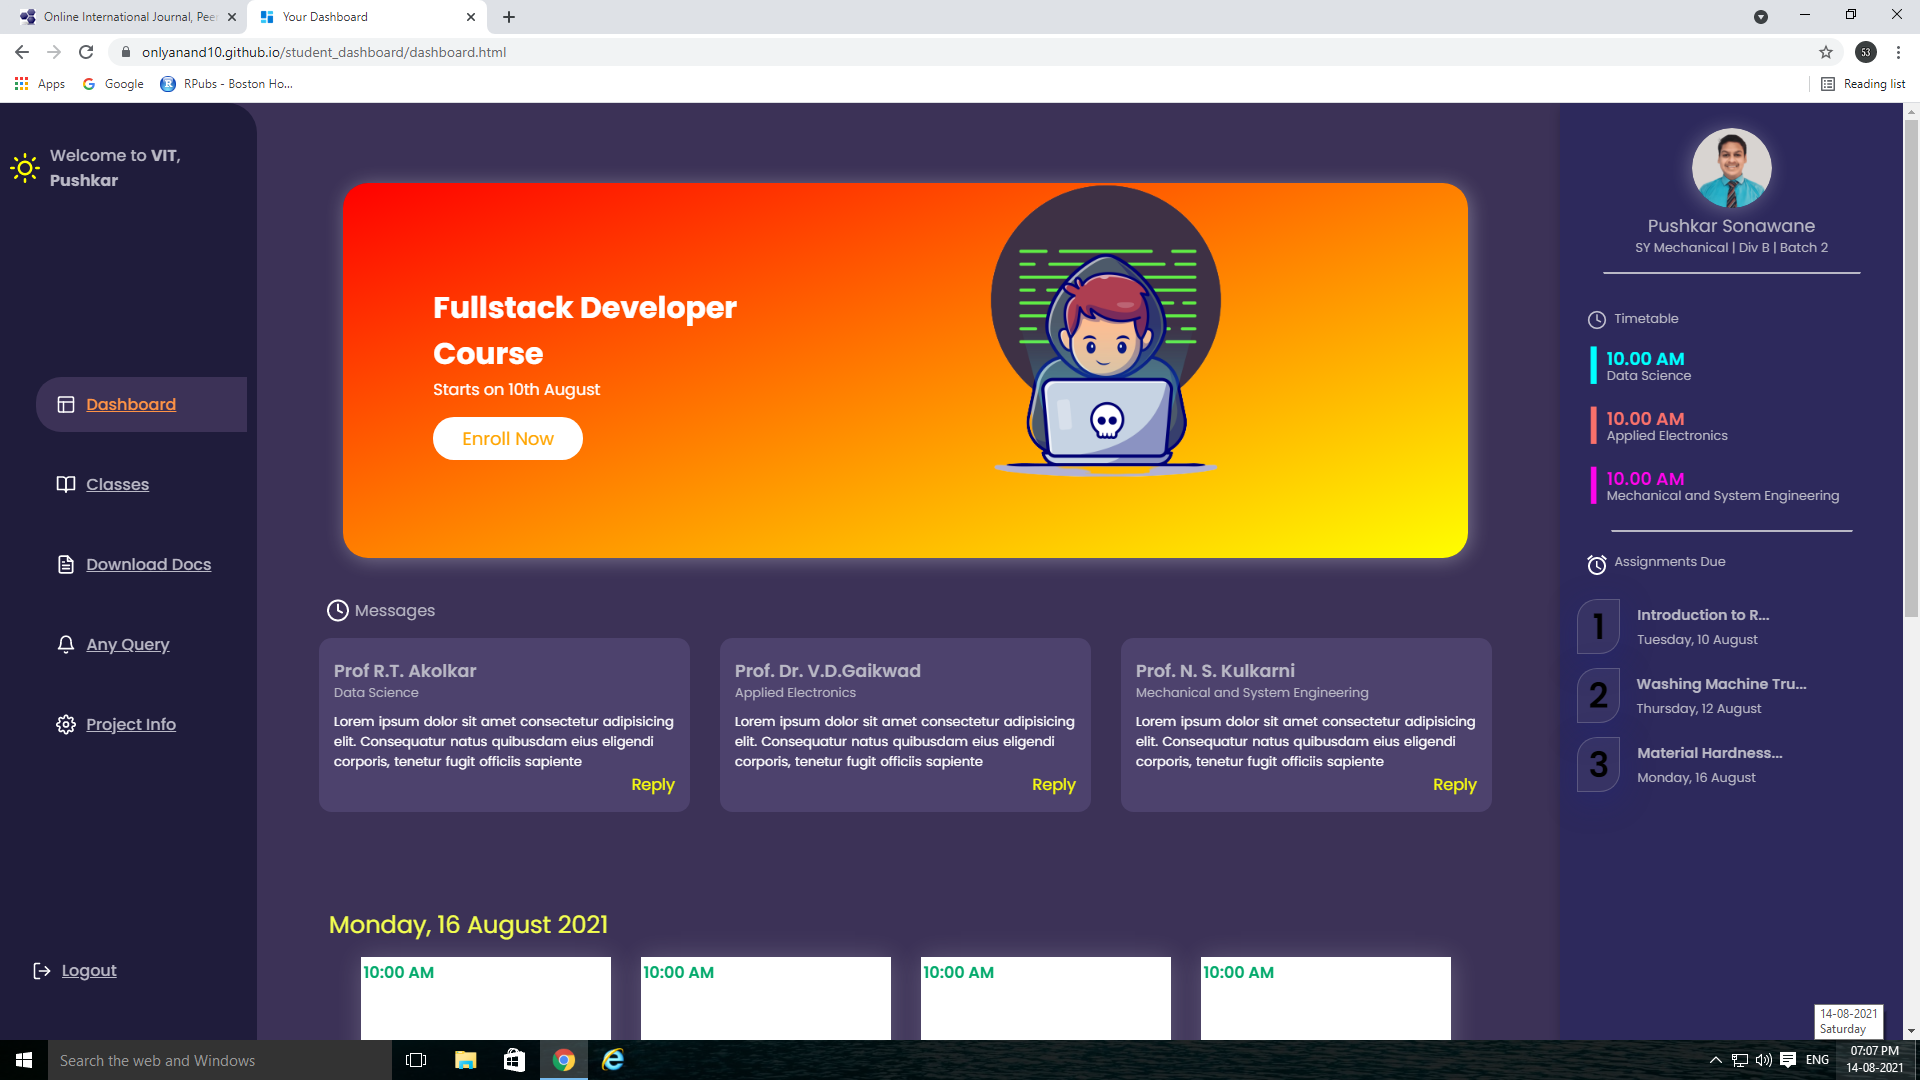 Online International Journal, Peer
Your Dashboard
onlyanand10.github.io/student_dashboard/dashboard.html
53
Apps
Google
RPubs - Boston Ho...
Reading list
Welcome to VIT,
Pushkar
Dashboard
Classes
Download Docs
Any Query
Project Info
Logout
Fullstack Developer
Course
Starts on 10th August
Enroll Now
Messages
Prof R.T. Akolkar
Data Science
Lorem ipsum dolor sit amet consectetur adipisicing
elit. Consequatur natus quibusdam eius eligendi
corporis, tenetur fugit officiis sapiente
Reply
Prof. Dr. V.D.Gaikwad
Applied Electronics
Lorem ipsum dolor sit amet consectetur adipisicing
elit. Consequatur natus quibusdam eius eligendi
corporis, tenetur fugit officiis sapiente
Reply
Prof. N. S. Kulkarni
Mechanical and System Engineering
Lorem ipsum dolor sit amet consectetur adipisicing
elit. Consequatur natus quibusdam eius eligendi
corporis, tenetur fugit officiis sapiente
Reply
Monday, 16 August 2021
10:00 AM
10:00 AM
10:00 AM
10:00 AM
Pushkar Sonawane
SY Mechanical | Div B | Batch 2
Timetable
10.00 AM
Data Science
10.00 AM
Applied Electronics
10.00 AM
Mechanical and System Engineering
Assignments Due
1
Introduction to R...
Tuesday, 10 August
2
Washing Machine Tru...
Thursday, 12 August
3
Material Hardness...
Monday, 16 August
14-08-2021
Saturday
Search the web and Windows
ENG
07:07 PM
14-08-2021